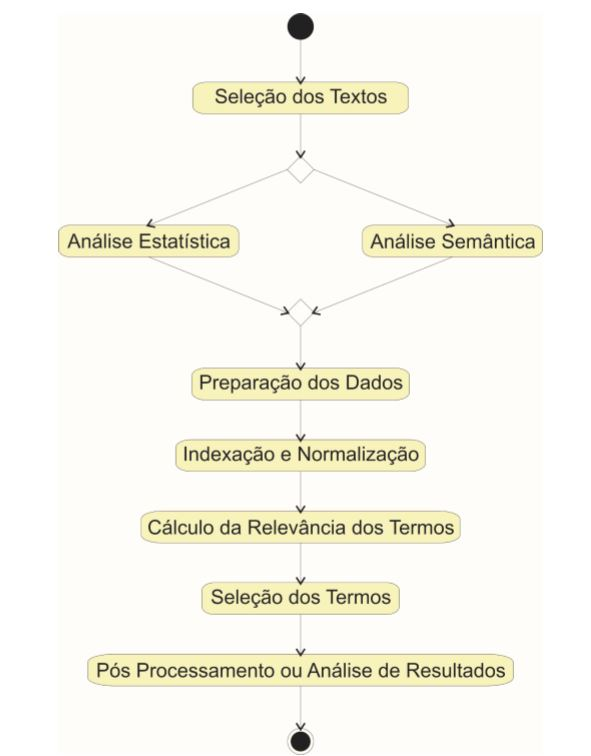 Seleção dos Textos
Análise Estatística
Análise Semântica
Preparação dos Dados
Indexação e Normalização
Cálculo da Relevância dos Termos
Seleção dos Termos
Pós Processamento ou Análise de Resultados